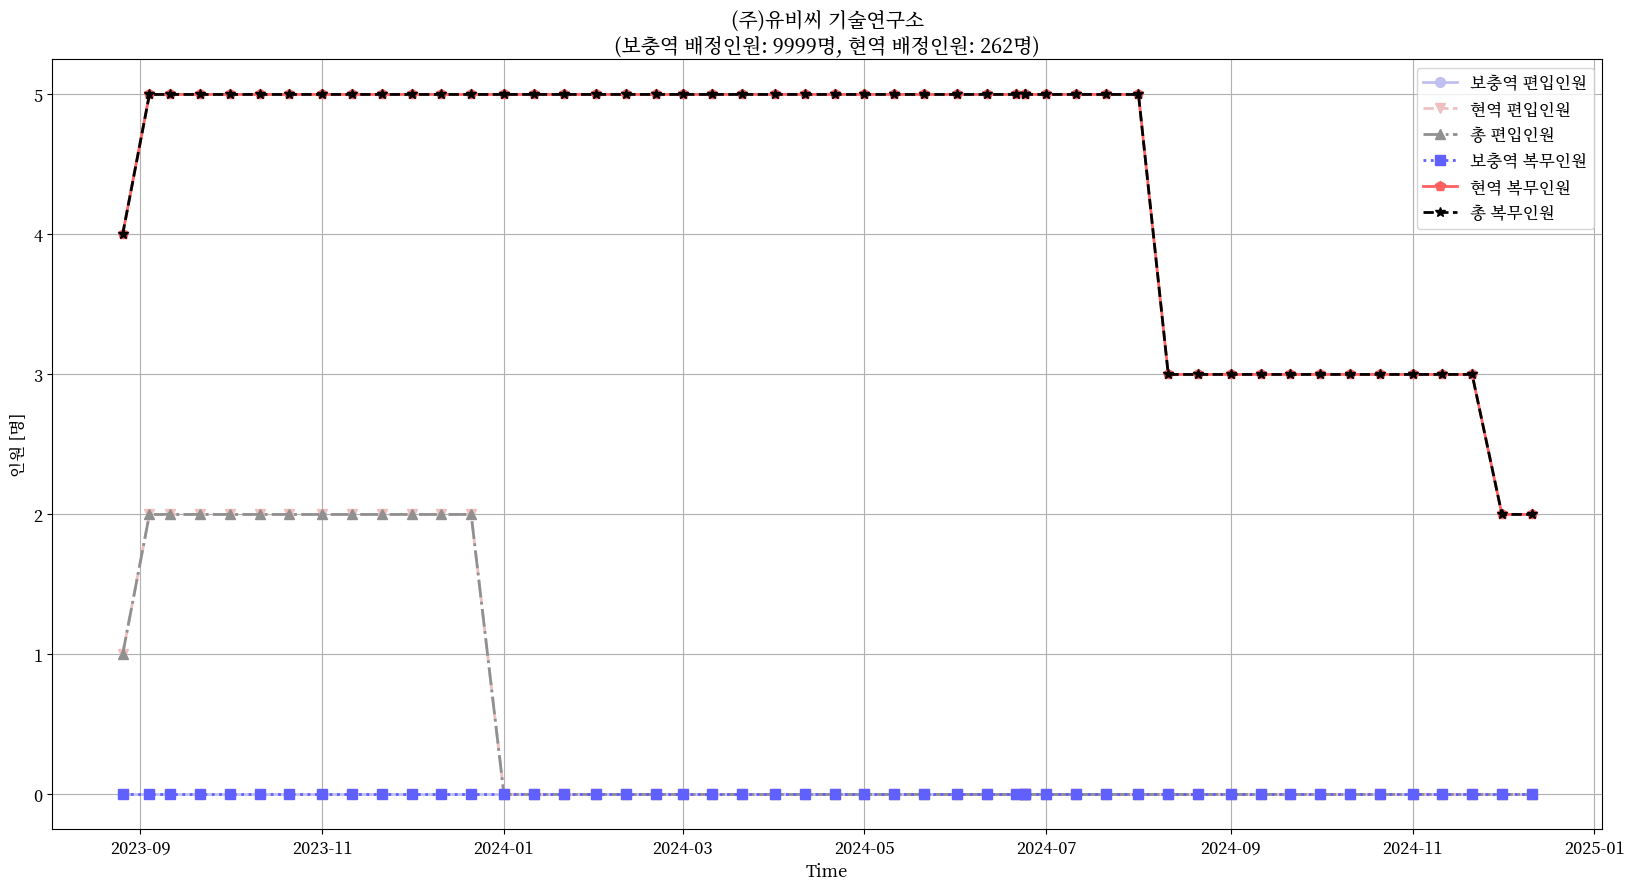 (주)유비씨 기술연구소
(보충역 배정인원: 9999명, 현역 배정인원: 262명)
보충역 편입인원
현역 편입인원
총 편입인원
보충역 복무인원
현역 복무인원
총 복무인원
인원 [명]
5
4
3
2
1
0
2023-09
2023-11
2024-01
2024-03
2024-05
2024-07
2024-09
2024-11
2025-01
Time